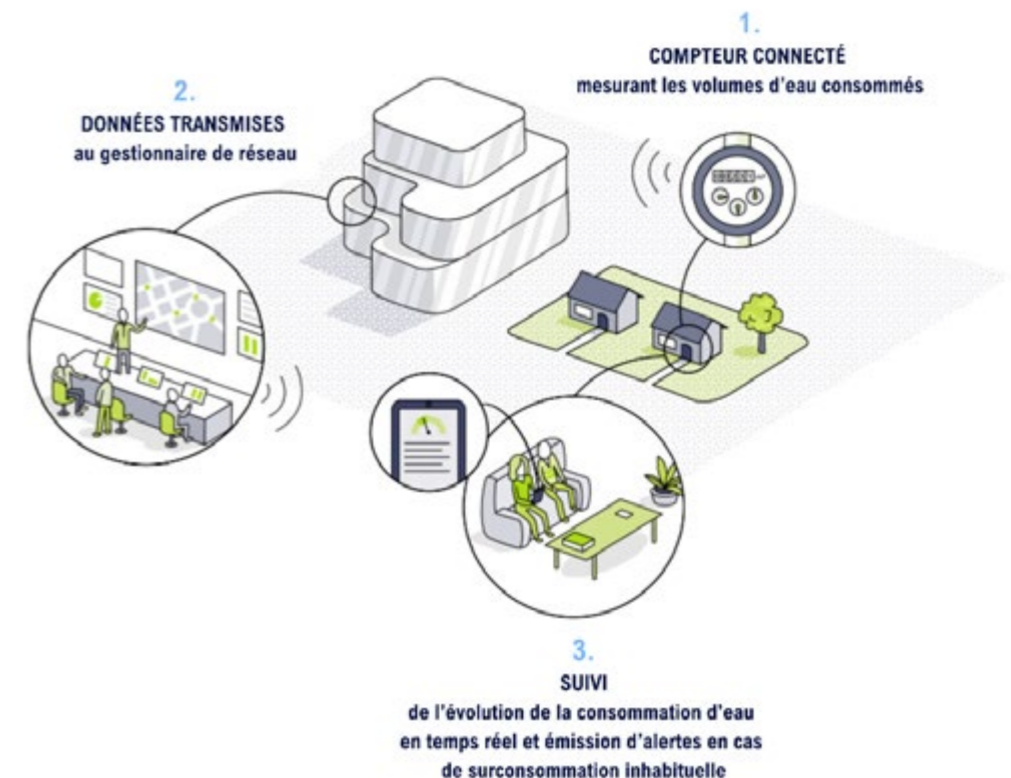 1.
COMPTEUR CONNECTÉ
mesurant les volumes d'eau consommés
2.
DONNÉES TRANSMISES
au gestionnaire de réseau
3.
SUIVI
de l'évolution de la consommation d'eau
en temps réel et émission d'alertes en cas
de surconsommation inhabituelle